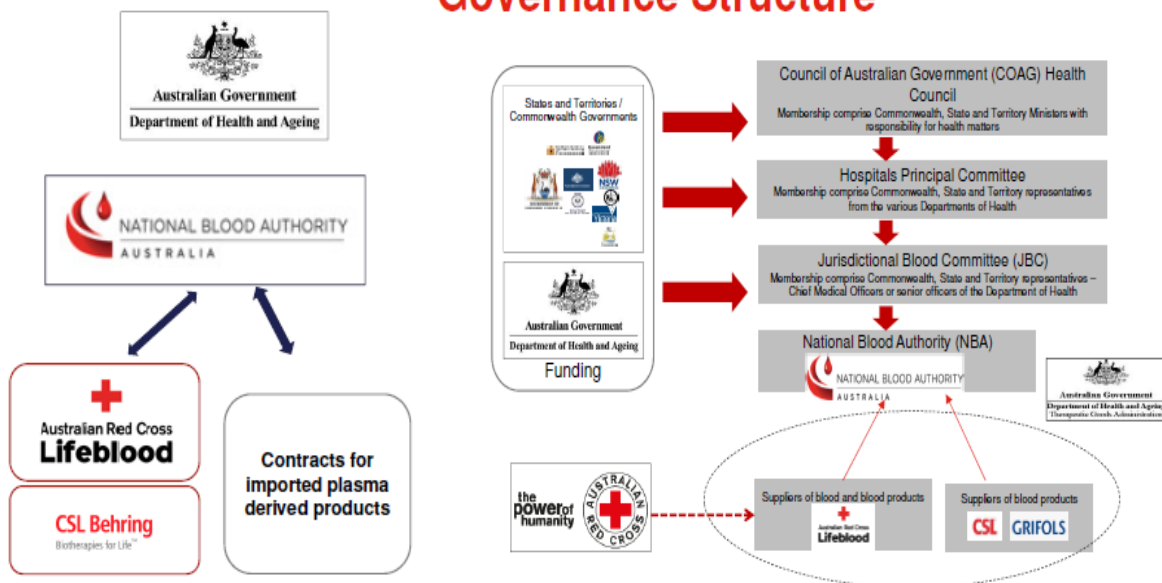 Governance Structure
Australian Government
Department of Health and Ageing
NATIONAL BLOOD AUTHORITY
AUSTRALIA
Australian Red Cross
Lifeblood
CSL Behring
Biotherapies for Life™
Contracts for
imported plasma
derived products
States and Territories /
Commonwealth Governments
NSW
Australian Government
Department of Health and Ageing
Funding
Council of Australian Government (COAG) Health
Council
Membership comprise Commonwealth, State and Territory Ministers with
responsibility for health matters
Hospitals Principal Committee
Membership comprise Commonwealth, State and Territory representatives
from the various Departments of Health
Jurisdictional Blood Committee (JBC)
Membership comprise Commonwealth, State and Territory representatives –
Chief Medical Officers or senior officers of the Department of Health
National Blood Authority (NBA)
NATIONAL BLOOD AUTHORITY
AUSTRALIA
Australian Government
Department of Health and Ageing
Therapeutic Goods Administration
the
power of
humanity
AUSTRALIAN
RED CROSS
Suppliers of blood and blood products
Australian Red Cross
Lifeblood
Suppliers of blood products
CSL GRIFOLS